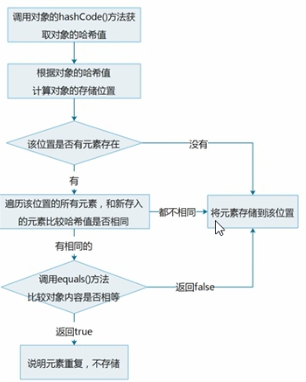 调用对象的hashCode()方法获
取对象的哈希值
根据对象的哈希值
计算对象的存储位置
该位置是否有元素存在
没有
有
遍历该位置的所有元素，和新存入
的元素比较哈希值是否相同
都不相同
将元素存储到该位置
有相同的
调用equals()方法
比较对象内容是否相等
返回false
返回true
说明元素重复，不存储